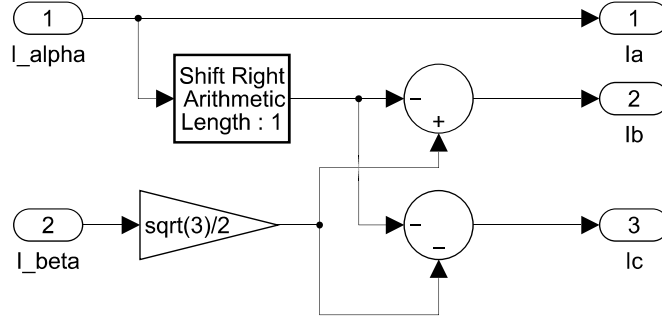 1
I_alpha
1
Ia
Shift Right
Arithmetic
Length : 1
−
+
2
Ib
2
I_beta
sqrt(3)/2
−
−
3
Ic